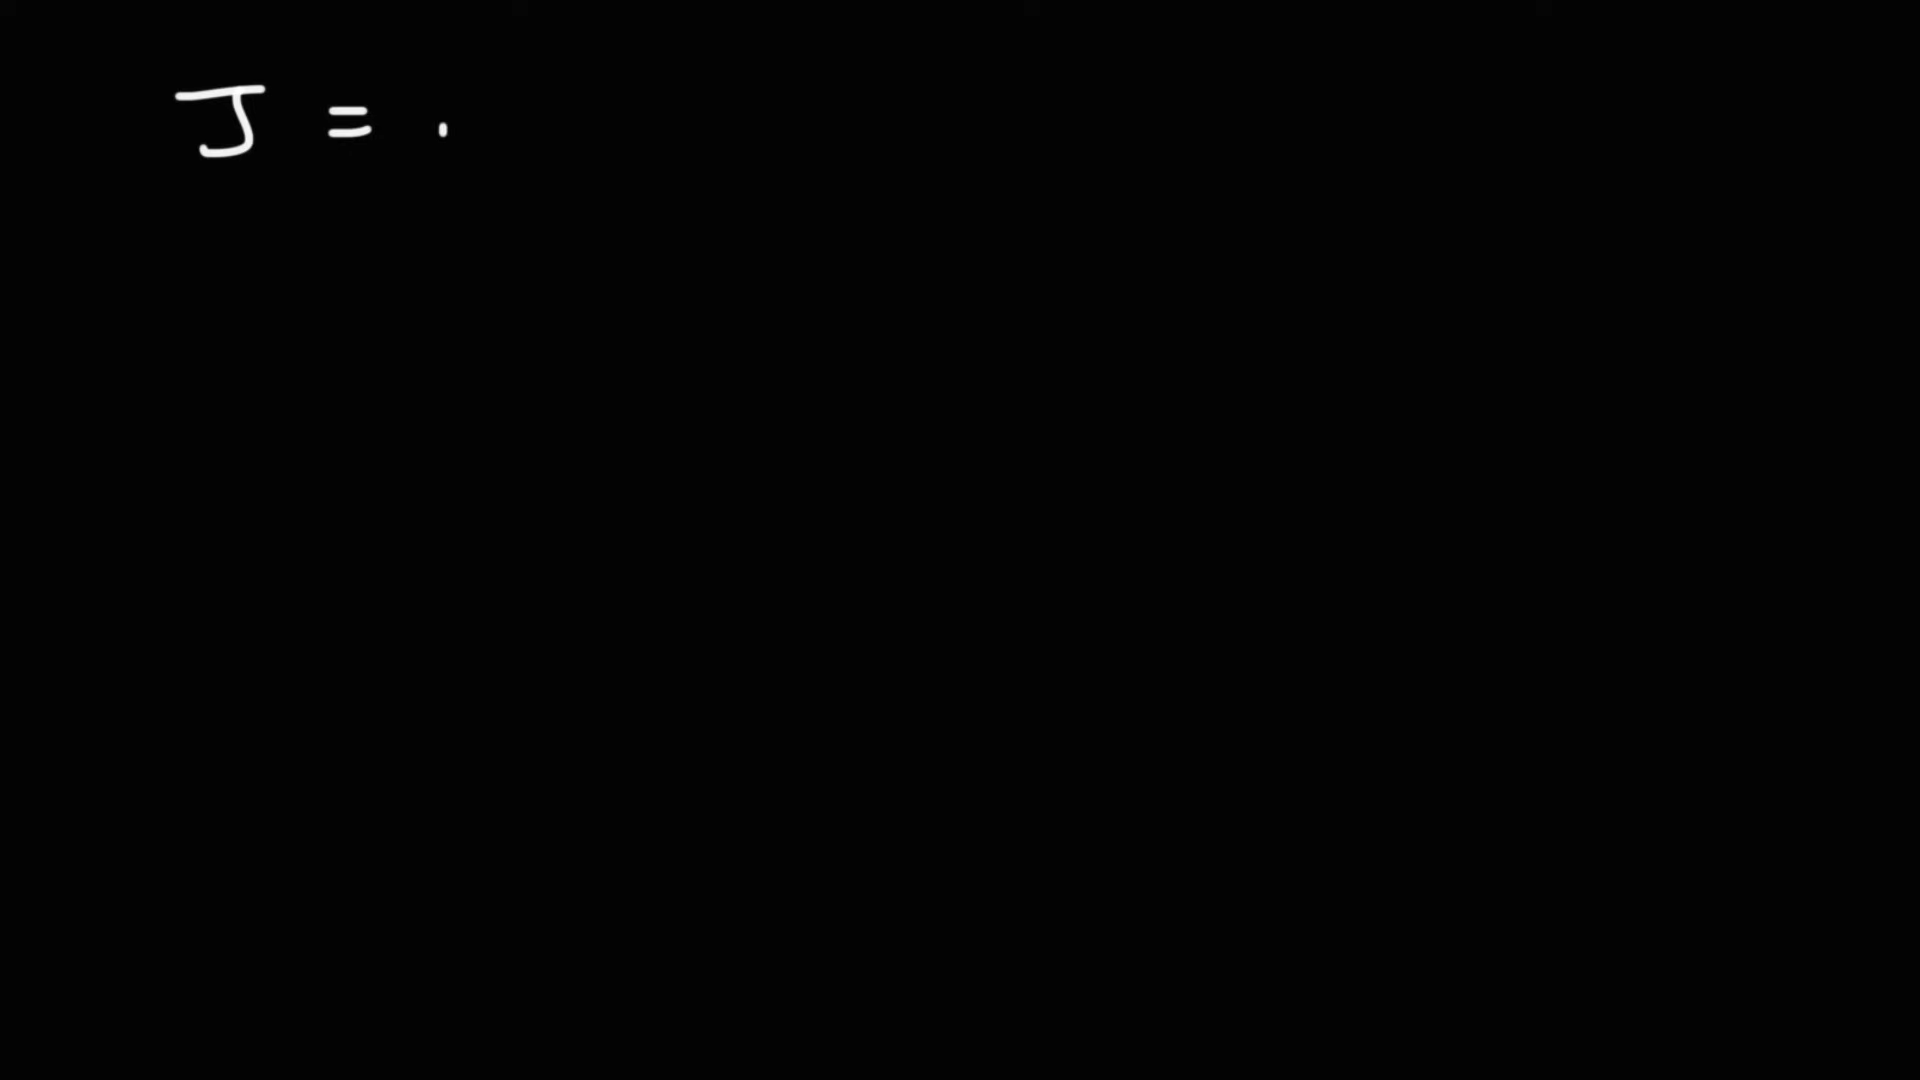 J = .